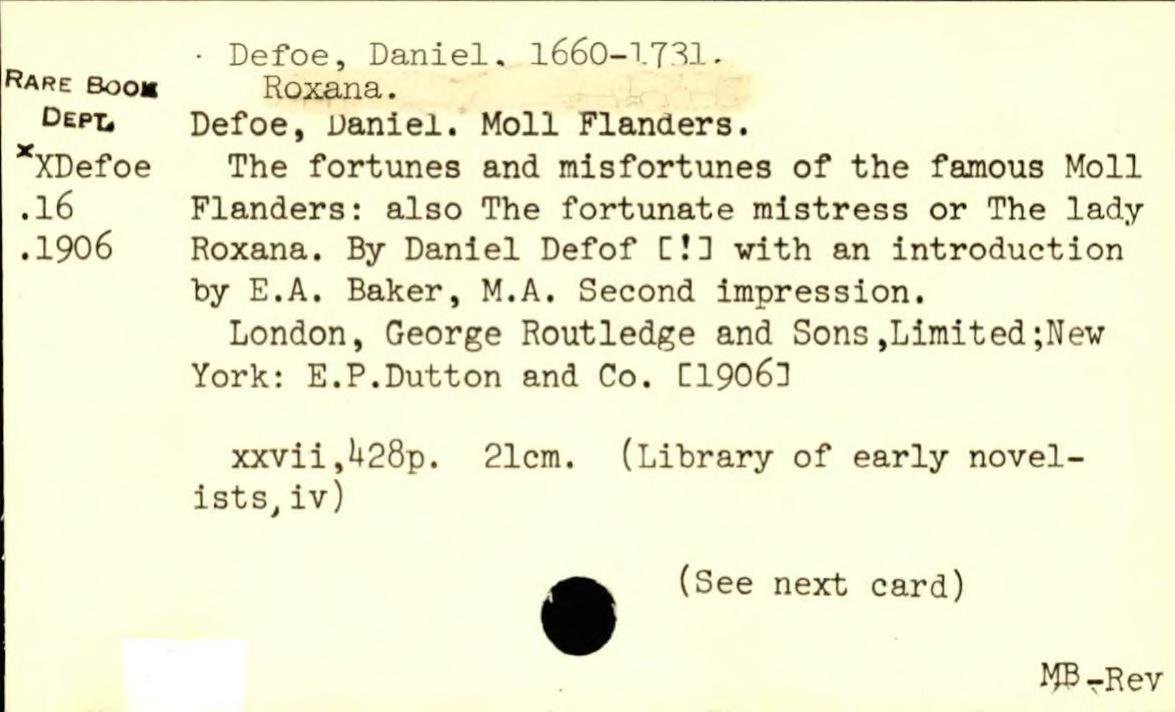 Defoe, Daniel. 1660-1731.
Roxana.
RARE BOOK
DEPT.
Defoe, Daniel. Moll Flanders.
xXDefoe
.16
.1906
The fortunes and misfortunes of the famous Moll
Flanders: also The fortunate mistress or The lady
Roxana. By Daniel Defof [!] with an introduction
by E.A. Baker, M.A. Second impression.
London, George Routledge and Sons,Limited;New
York: E.P.Dutton and Co. [1906]
xxvii,428p. 21cm. (Library of early novel-
ists,iv)
(See next card)
MB-Rev